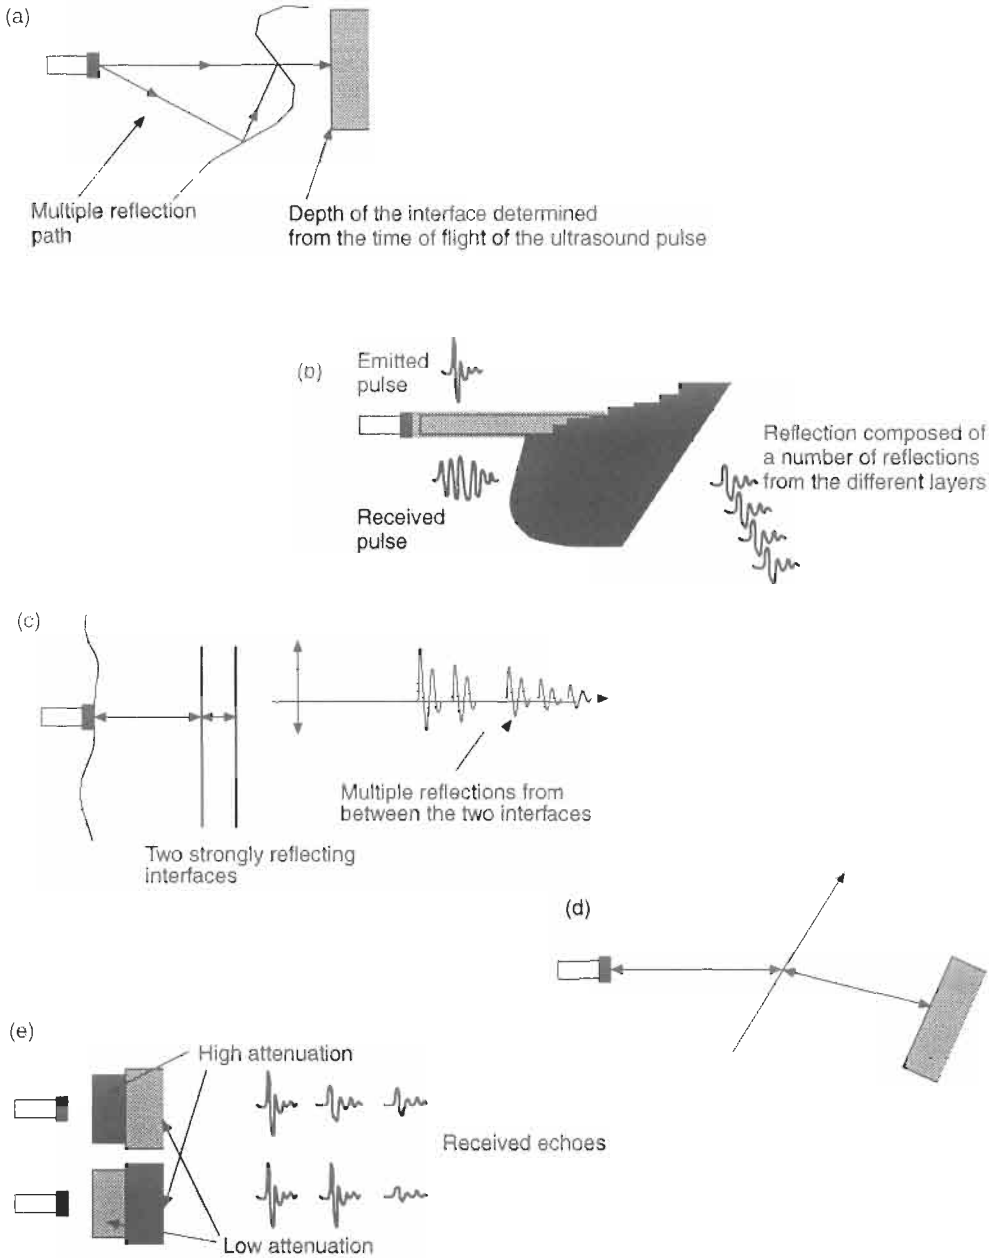 (a)
Multiple reflection
path
Depth of the interface determined
from the time of flight of the ultrasound pulse
(b)
Emitted
pulse
Received
pulse
Reflection composed of
a number of reflections
from the different layers
(c)
Multiple reflections from
between the two interfaces
Two strongly reflecting
interfaces
(d)
(e)
High attenuation
Received echoes
Low attenuation